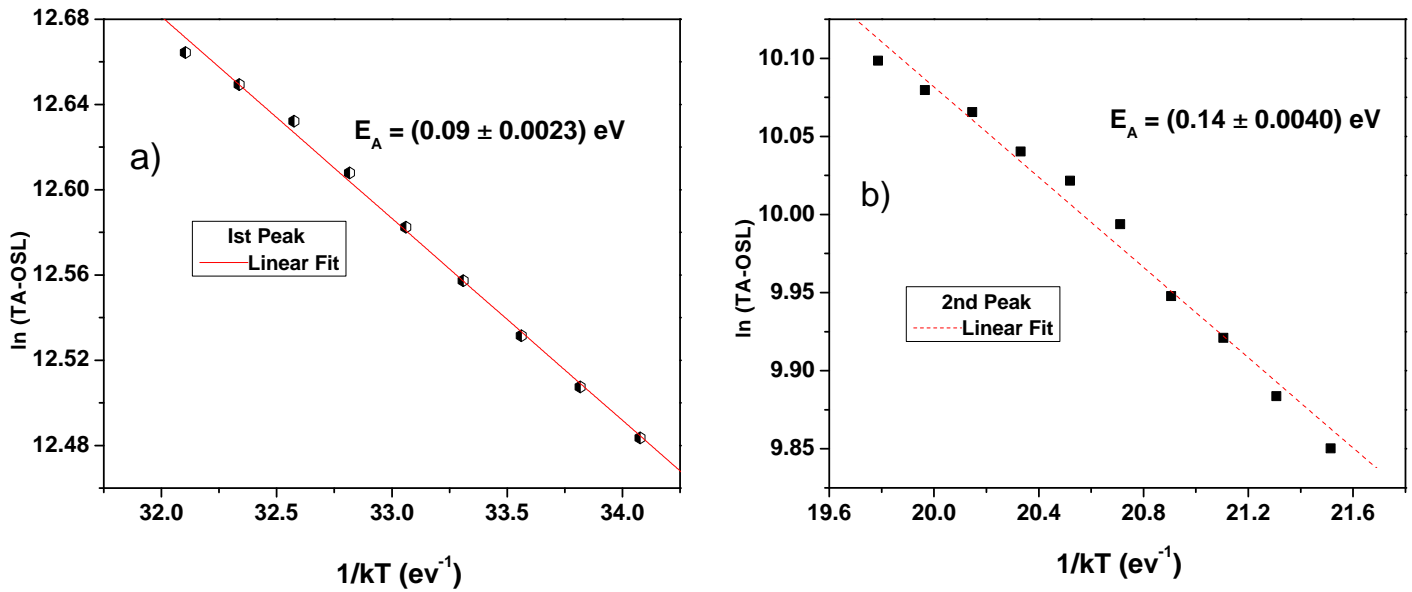 12.68
12.64
12.60
12.56
12.52
12.48
ln (TA-OSL)
a)
E_A = (0.09 ± 0.0023) eV
Ist Peak
Linear Fit
32.0 32.5 33.0 33.5 34.0
1/kT (ev⁻¹)
10.10
10.05
10.00
9.95
9.90
9.85
ln (TA-OSL)
E_A = (0.14 ± 0.0040) eV
b)
2nd Peak
Linear Fit
19.6 20.0 20.4 20.8 21.2 21.6
1/kT (ev⁻¹)